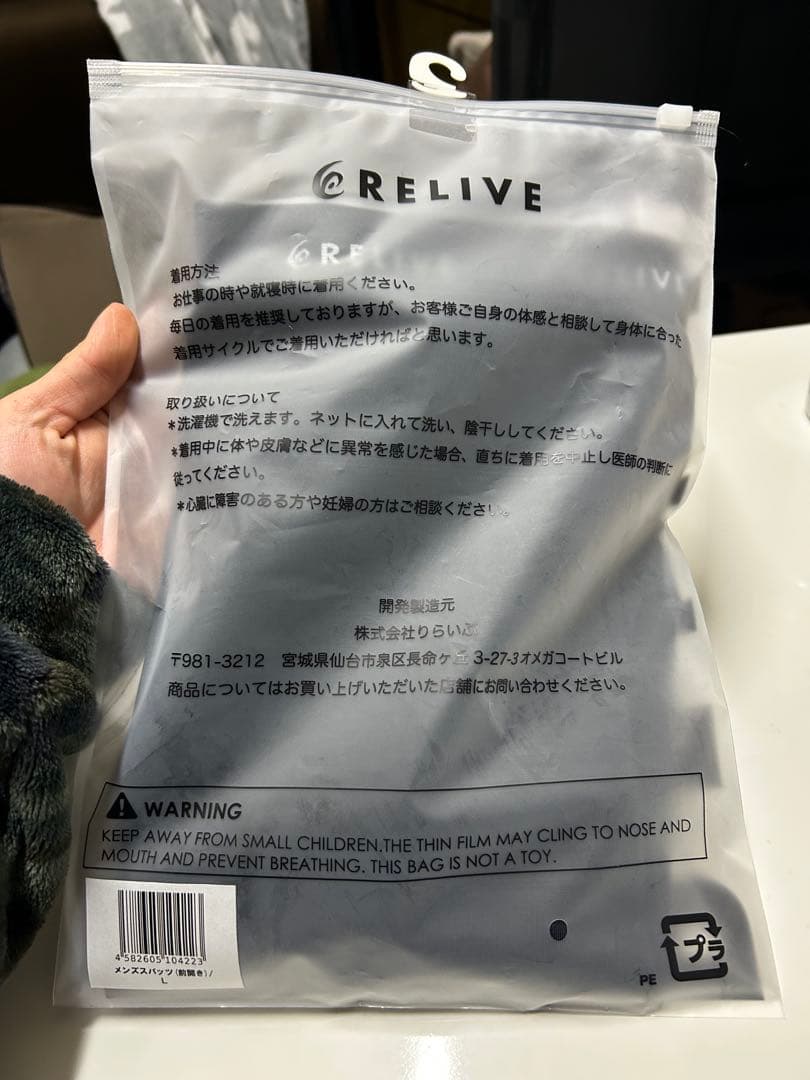 RELIVE
着用方法
お仕事の時や就寝時に着用ください。
毎日の着用を推奨しておりますが、お客様ご自身の体感と相談して身体に合った
着用サイクルでご着用いただければと思います。
取り扱いについて
*洗濯機で洗えます。ネットに入れて洗い、陰干ししてください。
*着用中に体や皮膚などに異常を感じた場合、直ちに着用を中止し医師の判断に
従ってください。
*心臓に障害のある方や妊婦の方はご相談ください。
開発製造元
株式会社りらいぶ
〒981-3212 宮城県仙台市泉区長命ヶ丘 3-27-3オメガコートビル
商品についてはお買い上げいただいた店舗にお問い合わせください。
WARNING
KEEP AWAY FROM SMALL CHILDREN.THE THIN FILM MAY CLING TO NOSE AND
MOUTH AND PREVENT BREATHING. THIS BAG IS NOT A TOY.
4582605104223
メンズスパッツ(前開き)/
L
PE
プラ